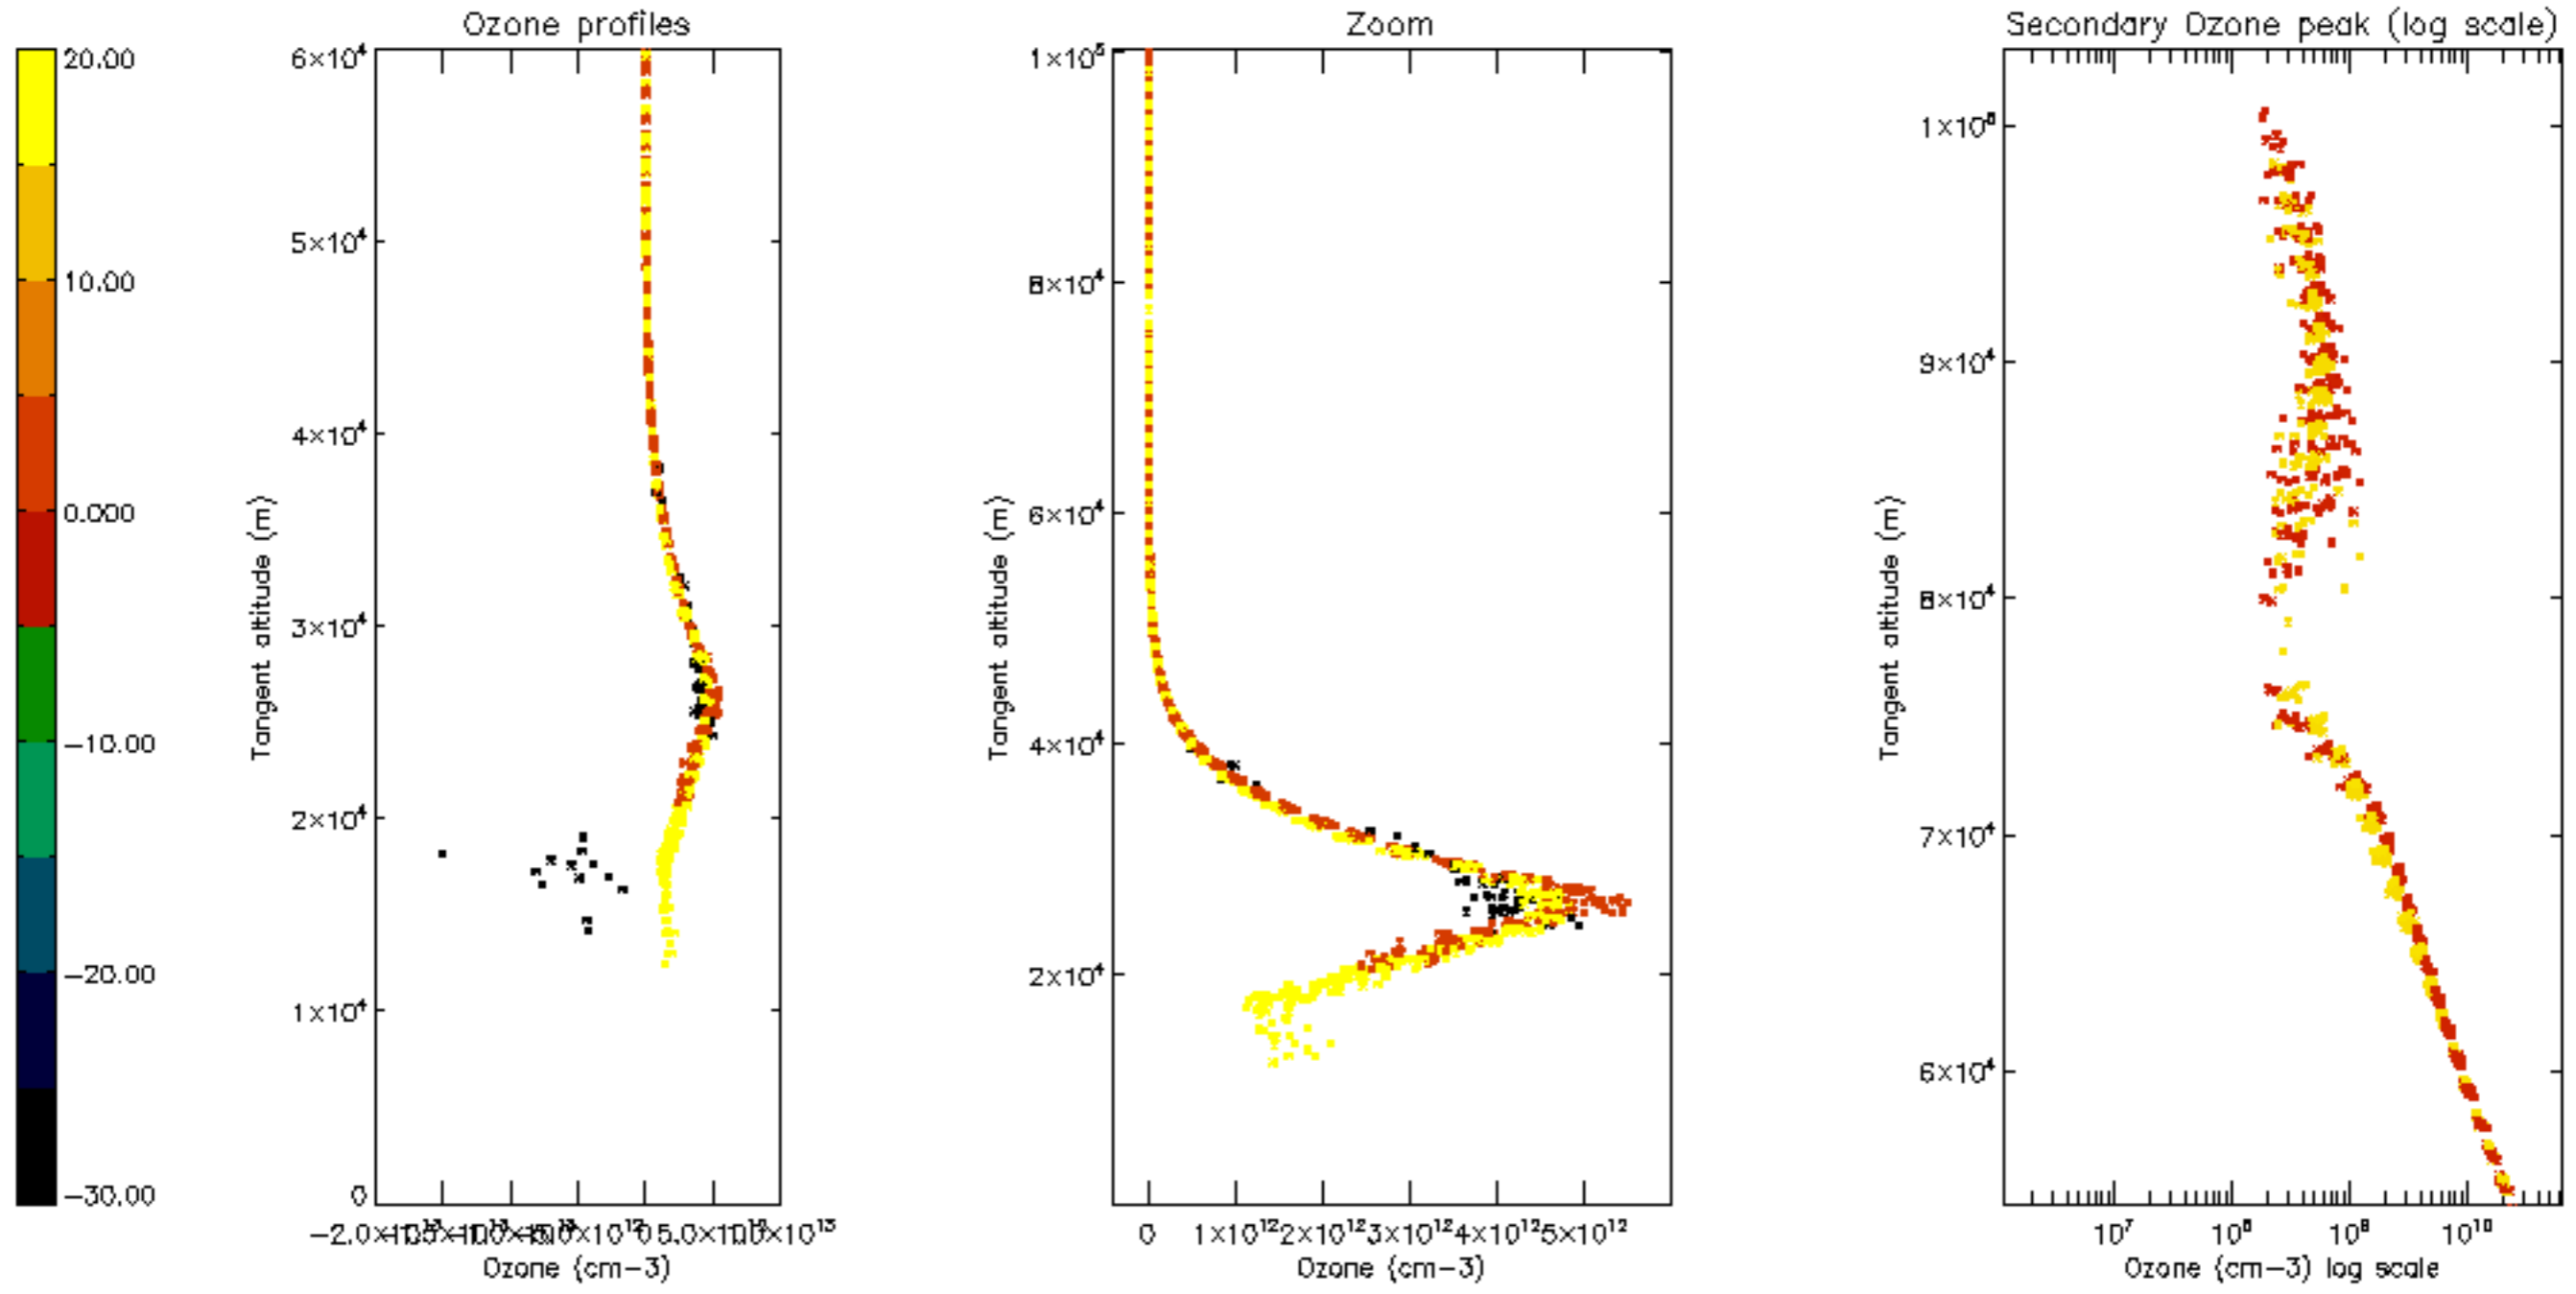 Ozone profiles
Zoom
Secondary Ozone peak (log scale)
20.00
10.00
0.000
−10.00
−20.00
−30.00
6×10⁴
5×10⁴
4×10⁴
3×10⁴
2×10⁴
1×10⁴
0
Tangent altitude (m)
Ozone (cm−3)
1×10⁵
8×10⁴
6×10⁴
4×10⁴
2×10⁴
Tangent altitude (m)
0 1×10¹² 2×10¹² 3×10¹² 4×10¹² 5×10¹²
Ozone (cm−3)
1×10⁵
9×10⁴
8×10⁴
7×10⁴
6×10⁴
Tangent altitude (m)
10⁷ 10⁸ 10⁹ 10¹⁰
Ozone (cm−3) log scale